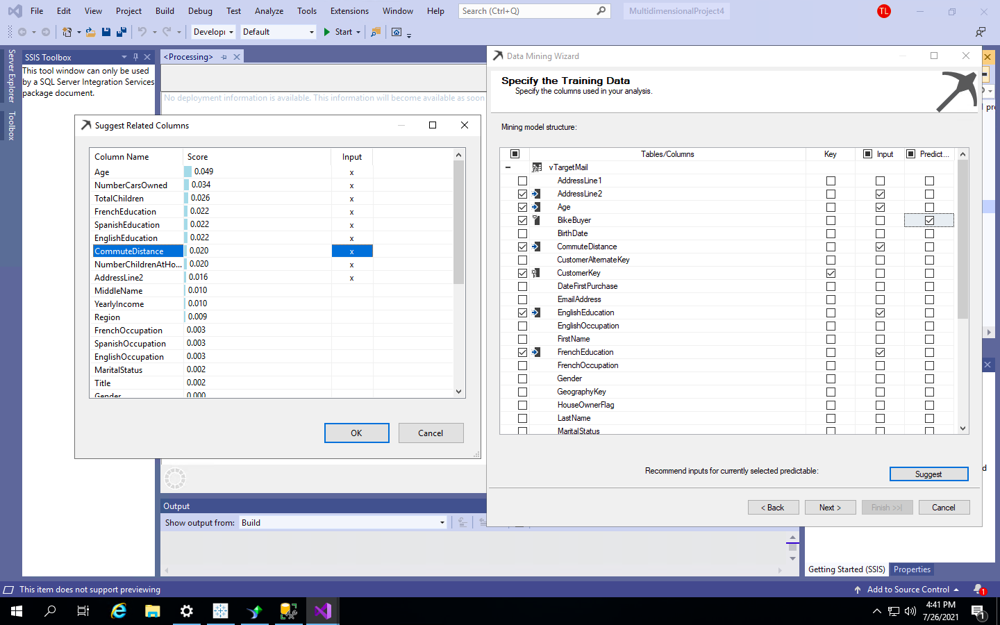 File Edit View Project Build Debug Test Analyze Tools Extensions Window Help Search (Ctrl+Q) MultidimensionalProject4 TL
Default Start
Server Explorer
Toolbox
SSIS Toolbox
This tool window can only be used
by a SQL Server Integration Services
package document.
<Processing>
No deployment information is available. This information will become available as soon
Suggest Related Columns
Column Name Score Input
Age 0.049 x
NumberCarsOwned 0.034 x
TotalChildren 0.026 x
FrenchEducation 0.022 x
SpanishEducation 0.022 x
EnglishEducation 0.022 x
CommuteDistance 0.020 x
NumberChildrenAtHo... 0.020 x
AddressLine2 0.016 x
MiddleName 0.010
YearlyIncome 0.010
Region 0.009
FrenchOccupation 0.003
SpanishOccupation 0.003
EnglishOccupation 0.003
MaritalStatus 0.002
Title 0.002
Gender 0.000
OK Cancel
Data Mining Wizard
Specify the Training Data
Specify the columns used in your analysis.
Mining model structure:
Tables/Columns Key Input Predict...
vTargetMail
AddressLine1
AddressLine2
Age
BikeBuyer
BirthDate
CommuteDistance
CustomerAlternateKey
CustomerKey
DateFirstPurchase
EmailAddress
EnglishEducation
EnglishOccupation
FirstName
FrenchEducation
FrenchOccupation
Gender
GeographyKey
HouseOwnerFlag
LastName
MaritalStatus
Recommend inputs for currently selected predictable: Suggest
< Back Next > Finish >>| Cancel
Output
Show output from: Build
Getting Started (SSIS) Properties
This item does not support previewing
Add to Source Control 1
4:41 PM
7/26/2021
1